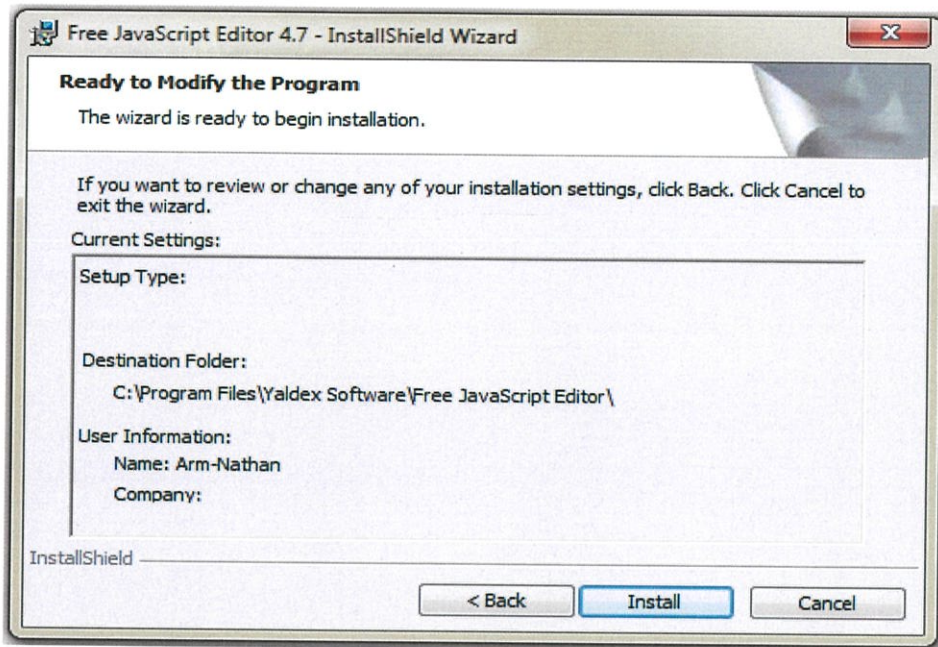 Free JavaScript Editor 4.7 - InstallShield Wizard
Ready to Modify the Program
The wizard is ready to begin installation.
If you want to review or change any of your installation settings, click Back. Click Cancel to
exit the wizard.
Current Settings:
Setup Type:
Destination Folder:
C:\Program Files\Yaldex Software\Free JavaScript Editor\
User Information:
Name: Arm-Nathan
Company:
InstallShield
< Back
Install
Cancel